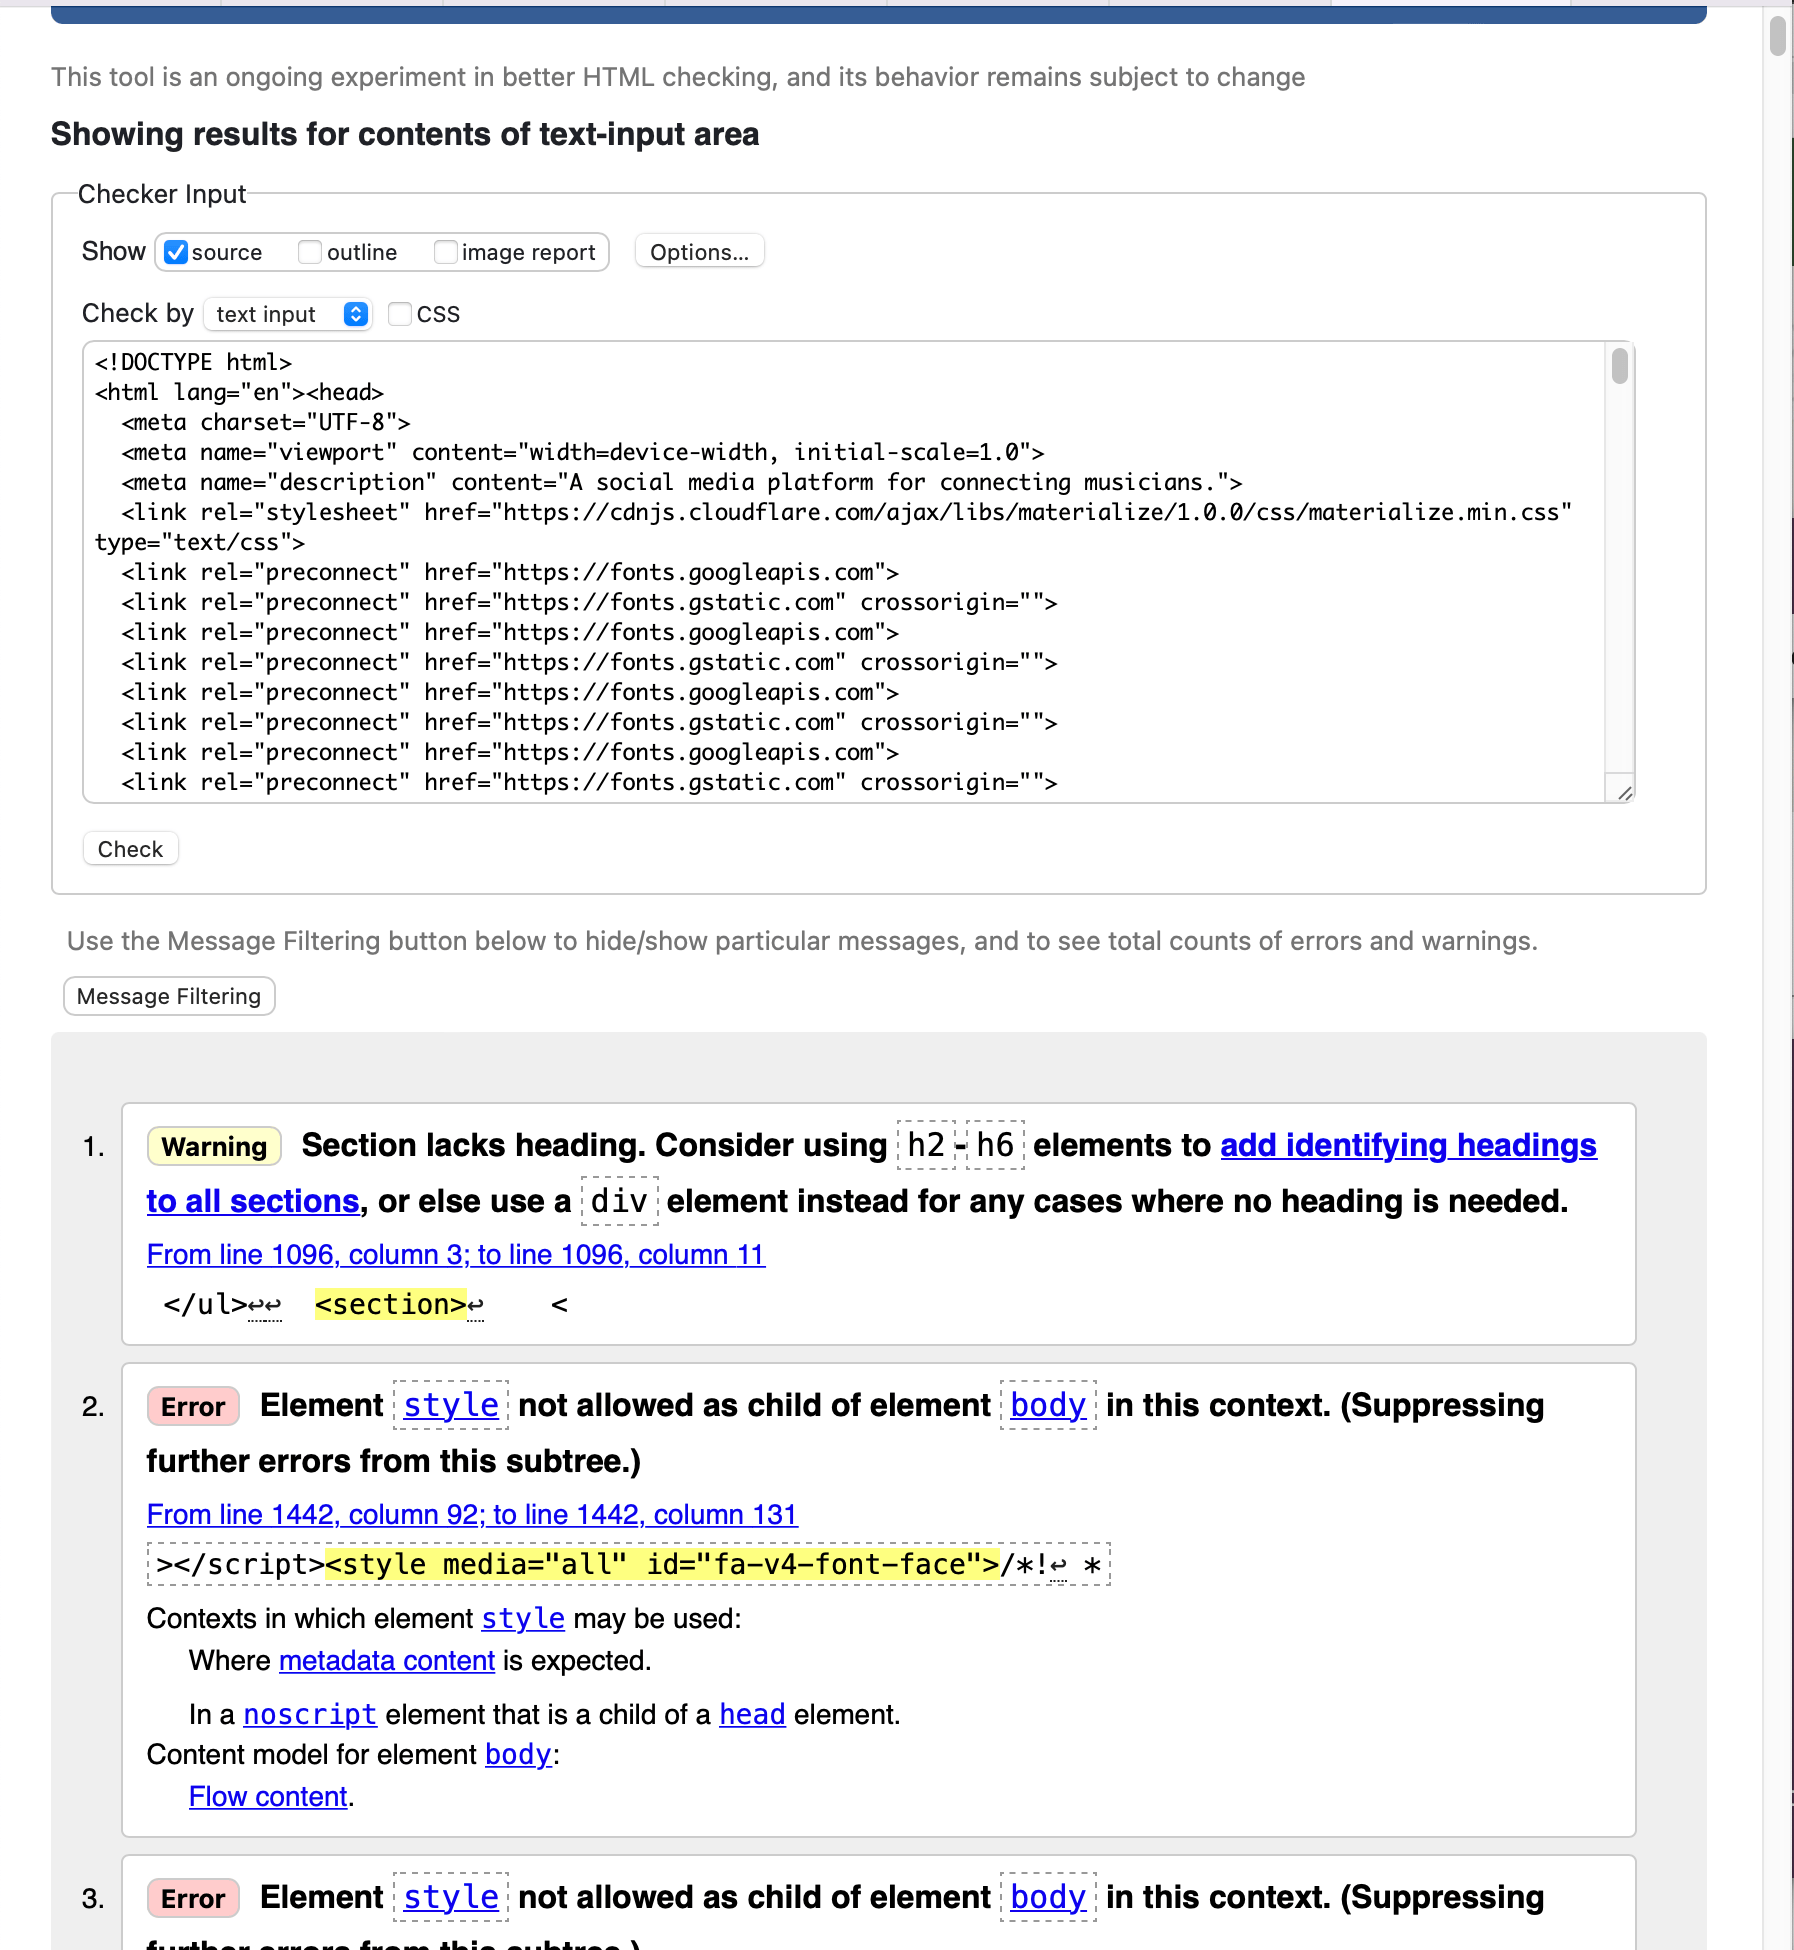 This tool is an ongoing experiment in better HTML checking, and its behavior remains subject to change
Showing results for contents of text-input area
Checker Input
Show source outline image report Options...
Check by text input CSS
<!DOCTYPE html>
<html lang="en"><head>
<meta charset="UTF-8">
<meta name="viewport" content="width=device-width, initial-scale=1.0">
<meta name="description" content="A social media platform for connecting musicians.">
<link rel="stylesheet" href="https://cdnjs.cloudflare.com/ajax/libs/materialize/1.0.0/css/materialize.min.css"
type="text/css">
<link rel="preconnect" href="https://fonts.googleapis.com">
<link rel="preconnect" href="https://fonts.gstatic.com" crossorigin="">
<link rel="preconnect" href="https://fonts.googleapis.com">
<link rel="preconnect" href="https://fonts.gstatic.com" crossorigin="">
<link rel="preconnect" href="https://fonts.googleapis.com">
<link rel="preconnect" href="https://fonts.gstatic.com" crossorigin="">
<link rel="preconnect" href="https://fonts.googleapis.com">
<link rel="preconnect" href="https://fonts.gstatic.com" crossorigin="">
Check
Use the Message Filtering button below to hide/show particular messages, and to see total counts of errors and warnings.
Message Filtering
1. Warning Section lacks heading. Consider using h2-h6 elements to add identifying headings
to all sections, or else use a div element instead for any cases where no heading is needed.
From line 1096, column 3; to line 1096, column 11
</ul>↩↩ <section>↩ <
2. Error Element style not allowed as child of element body in this context. (Suppressing
further errors from this subtree.)
From line 1442, column 92; to line 1442, column 131
></script><style media="all" id="fa-v4-font-face">/*!↩ *
Contexts in which element style may be used:
Where metadata content is expected.
In a noscript element that is a child of a head element.
Content model for element body:
Flow content.
3. Error Element style not allowed as child of element body in this context. (Suppressing
further errors from this subtree.)